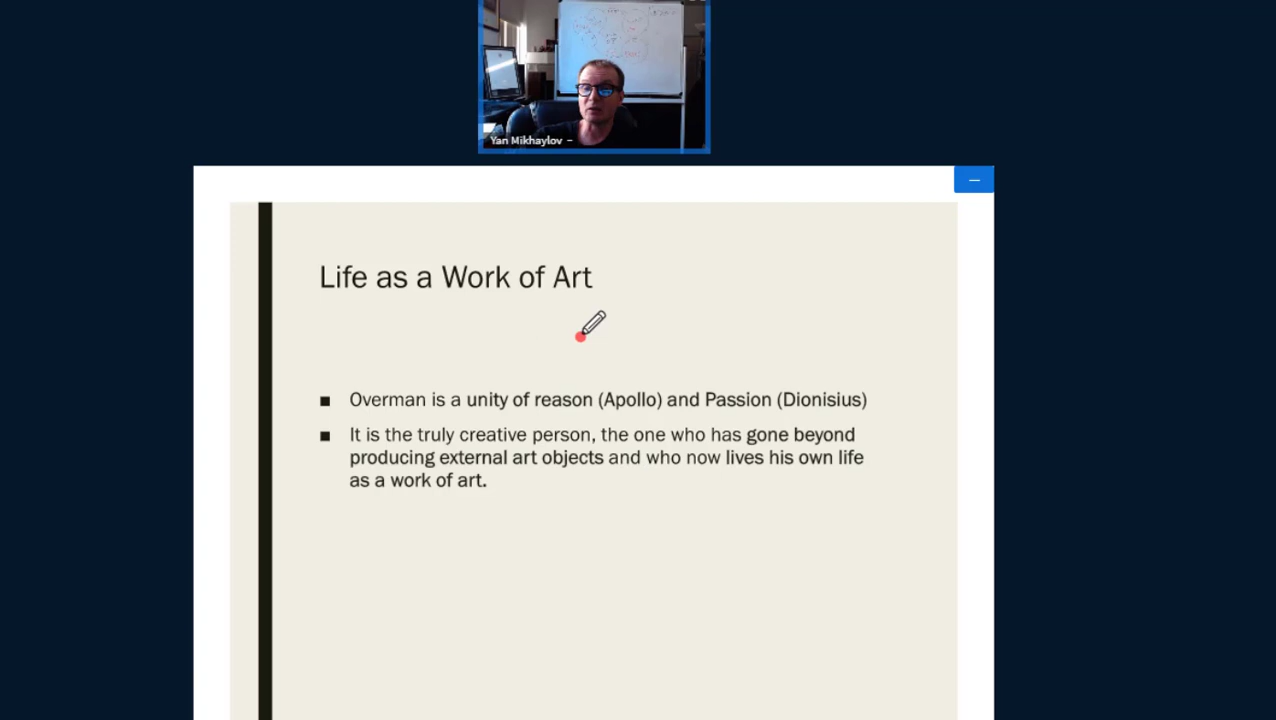 Yan Mikhaylov -
Life as a Work of Art
■ Overman is a unity of reason (Apollo) and Passion (Dionisius)
■ It is the truly creative person, the one who has gone beyond
producing external art objects and who now lives his own life
as a work of art.